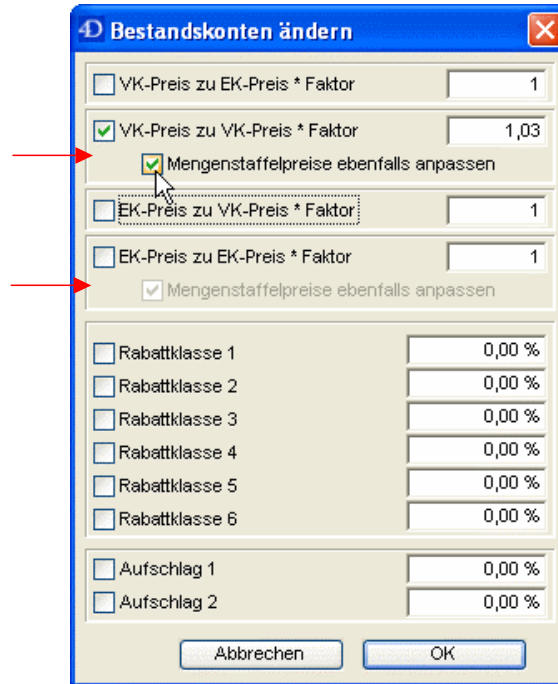 4D Bestandskonten ändern
VK-Preis zu EK-Preis * Faktor 1
VK-Preis zu VK-Preis * Faktor 1,03
Mengenstaffelpreise ebenfalls anpassen
EK-Preis zu VK-Preis * Faktor 1
EK-Preis zu EK-Preis * Faktor 1
Mengenstaffelpreise ebenfalls anpassen
Rabattklasse 1 0,00 %
Rabattklasse 2 0,00 %
Rabattklasse 3 0,00 %
Rabattklasse 4 0,00 %
Rabattklasse 5 0,00 %
Rabattklasse 6 0,00 %
Aufschlag 1 0,00 %
Aufschlag 2 0,00 %
Abbrechen OK